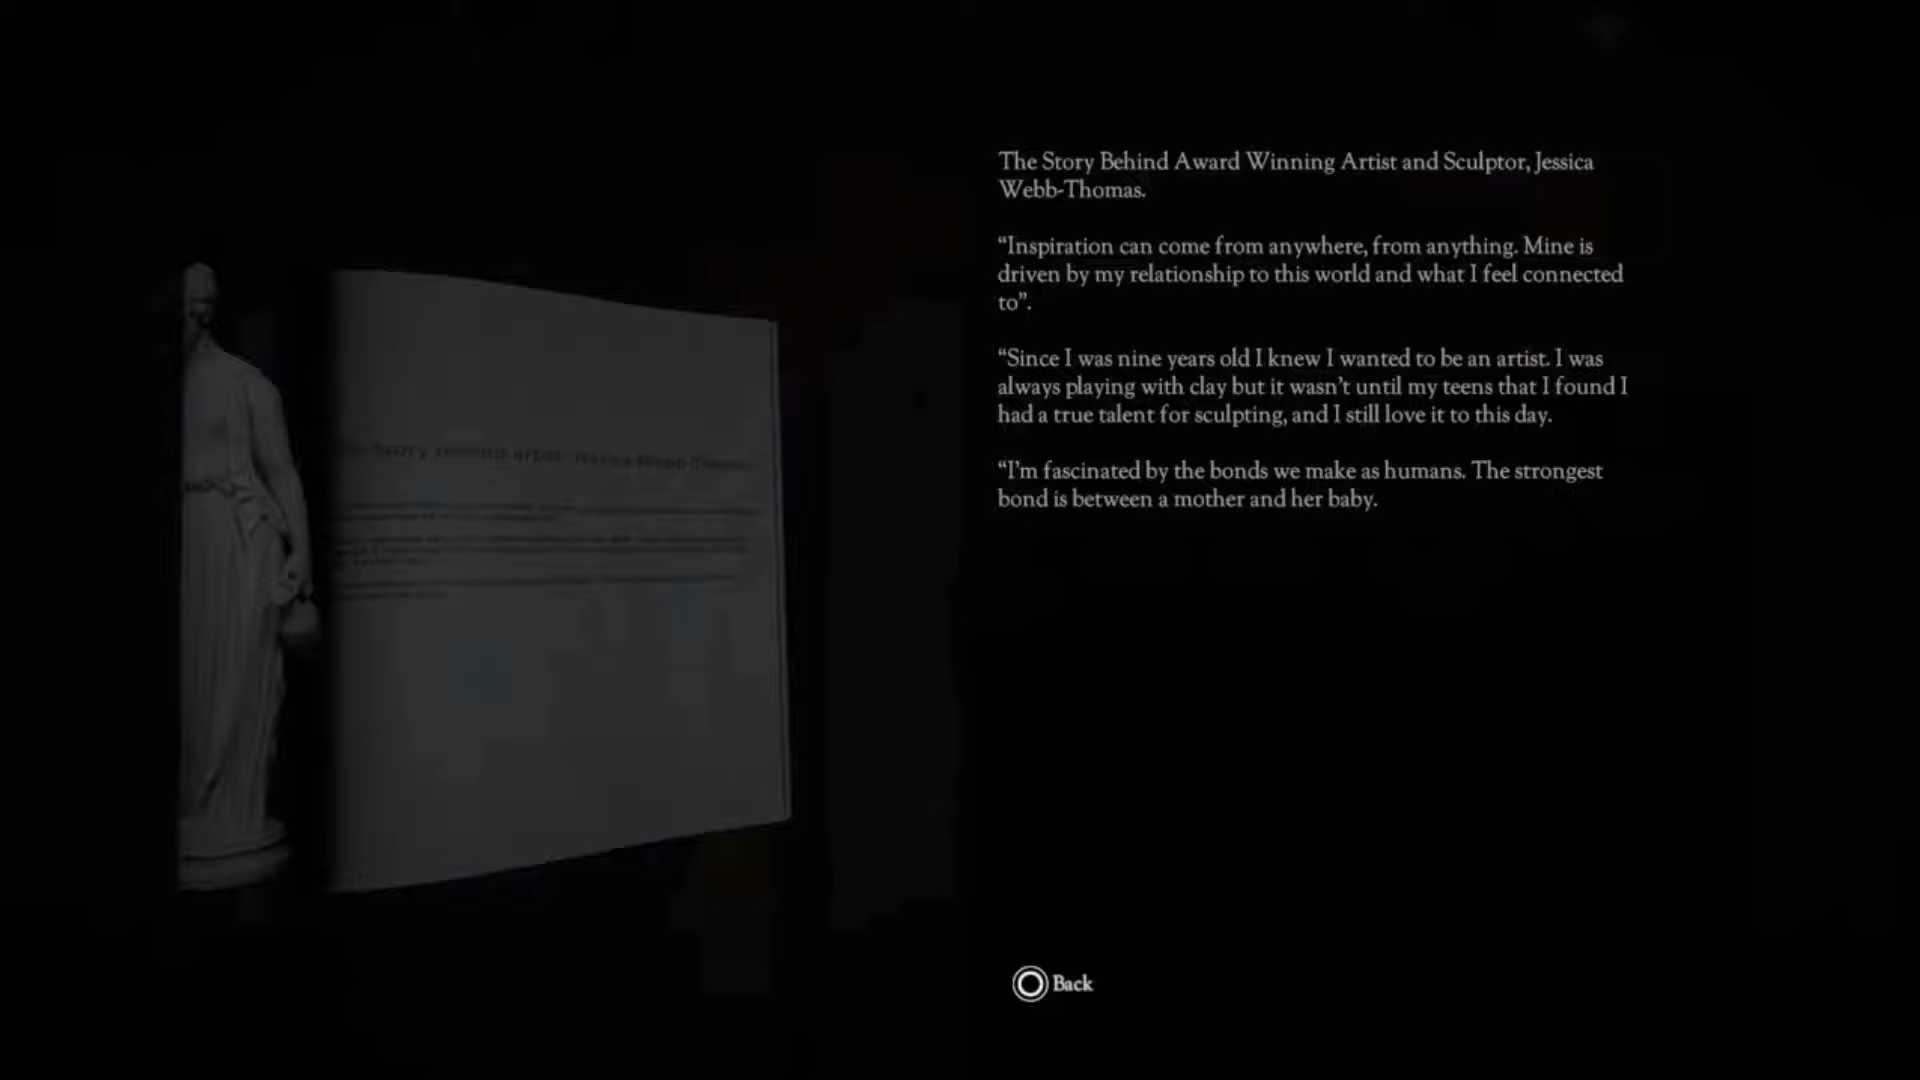 The Story Behind Award Winning Artist and Sculptor, Jessica
Webb-Thomas.
“Inspiration can come from anywhere, from anything. Mine is
driven by my relationship to this world and what I feel connected
to”.
“Since I was nine years old I knew I wanted to be an artist. I was
always playing with clay but it wasn’t until my teens that I found I
had a true talent for sculpting, and I still love it to this day.
“I’m fascinated by the bonds we make as humans. The strongest
bond is between a mother and her baby.
Back